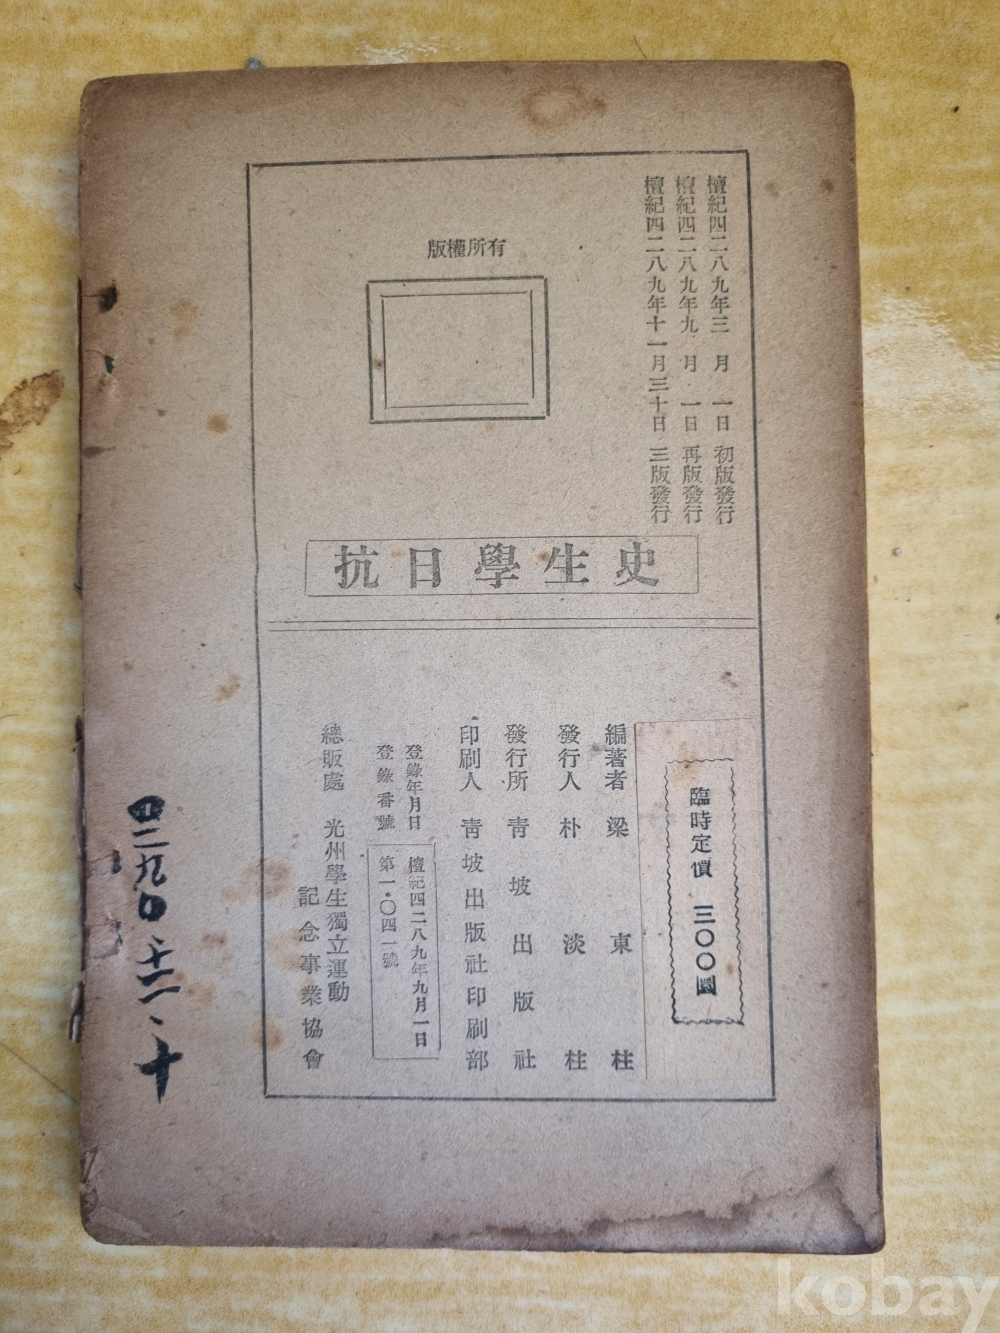 檀紀四二八九年三月一日初版發行
檀紀四二八九年九月一日再版發行
檀紀四二八九年十一月三十日三版發行
版權所有
抗日學生史
臨時定價 三〇〇圜
編著者 梁東柱
發行人 朴淡柱
發行所 靑坡出版社
印刷人 靑坡出版社印刷部
登錄年月日 檀紀四二八九年九月一日
登錄番號 第一·〇四一號
總販處 光州學生獨立運動
記念事業協會
四二九〇、十二、十
kobay